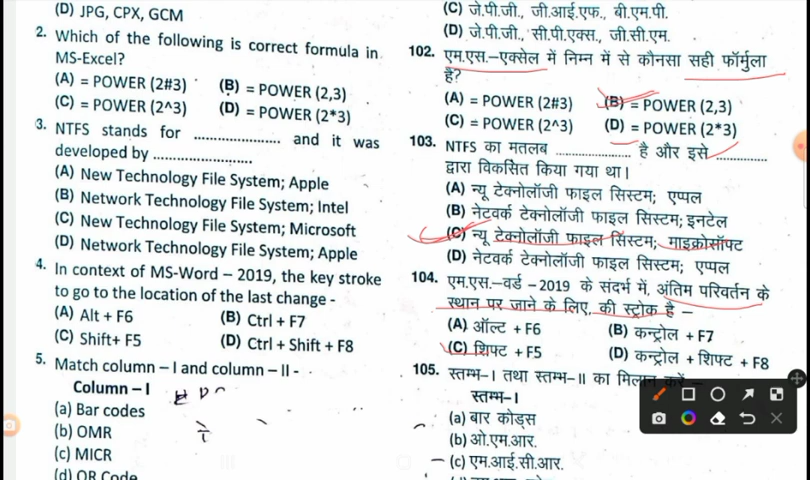 (D) JPG, CPX, GCM
2. Which of the following is correct formula in
MS-Excel?
(A) = POWER (2#3) (B) = POWER (2,3)
(C) = POWER (2^3) (D) = POWER (2*3)
3. NTFS stands for .................... and it was
developed by .......................
(A) New Technology File System; Apple
(B) Network Technology File System; Intel
(C) New Technology File System; Microsoft
(D) Network Technology File System; Apple
4. In context of MS-Word – 2019, the key stroke
to go to the location of the last change -
(A) Alt + F6 (B) Ctrl + F7
(C) Shift+ F5 (D) Ctrl + Shift + F8
5. Match column – I and column – II -
Column – I
(a) Bar codes
(b) OMR
(c) MICR
(d) QR Code
(C) जे.पी.जी., जी.आई.एफ., बी.एम.पी.
(D) जे.पी.जी., सी.पी.एक्स., जी.सी.एम.
102. एम.एस.–एक्सेल में निम्न में से कौनसा सही फॉर्मुला
है?
(A) = POWER (2#3) (B) = POWER (2,3)
(C) = POWER (2^3) (D) = POWER (2*3)
103. NTFS का मतलब .................... है और इसे ....................
द्वारा विकसित किया गया था।
(A) न्यू टेक्नोलॉजी फाइल सिस्टम; एप्पल
(B) नेटवर्क टेक्नोलॉजी फाइल सिस्टम; इनटेल
(C) न्यू टेक्नोलॉजी फाइल सिस्टम; माइक्रोसॉफ्ट
(D) नेटवर्क टेक्नोलॉजी फाइल सिस्टम; एप्पल
104. एम.एस.–वर्ड – 2019 के संदर्भ में, अंतिम परिवर्तन के
स्थान पर जाने के लिए, की स्ट्रोक है –
(A) ऑल्ट + F6 (B) कन्ट्रोल + F7
(C) शिफ्ट + F5 (D) कन्ट्रोल + शिफ्ट + F8
105. स्तम्भ–I तथा स्तम्भ–II का मिलान करें –
स्तम्भ–I
(a) बार कोड्स
(b) ओ.एम.आर.
(c) एम.आई.सी.आर.